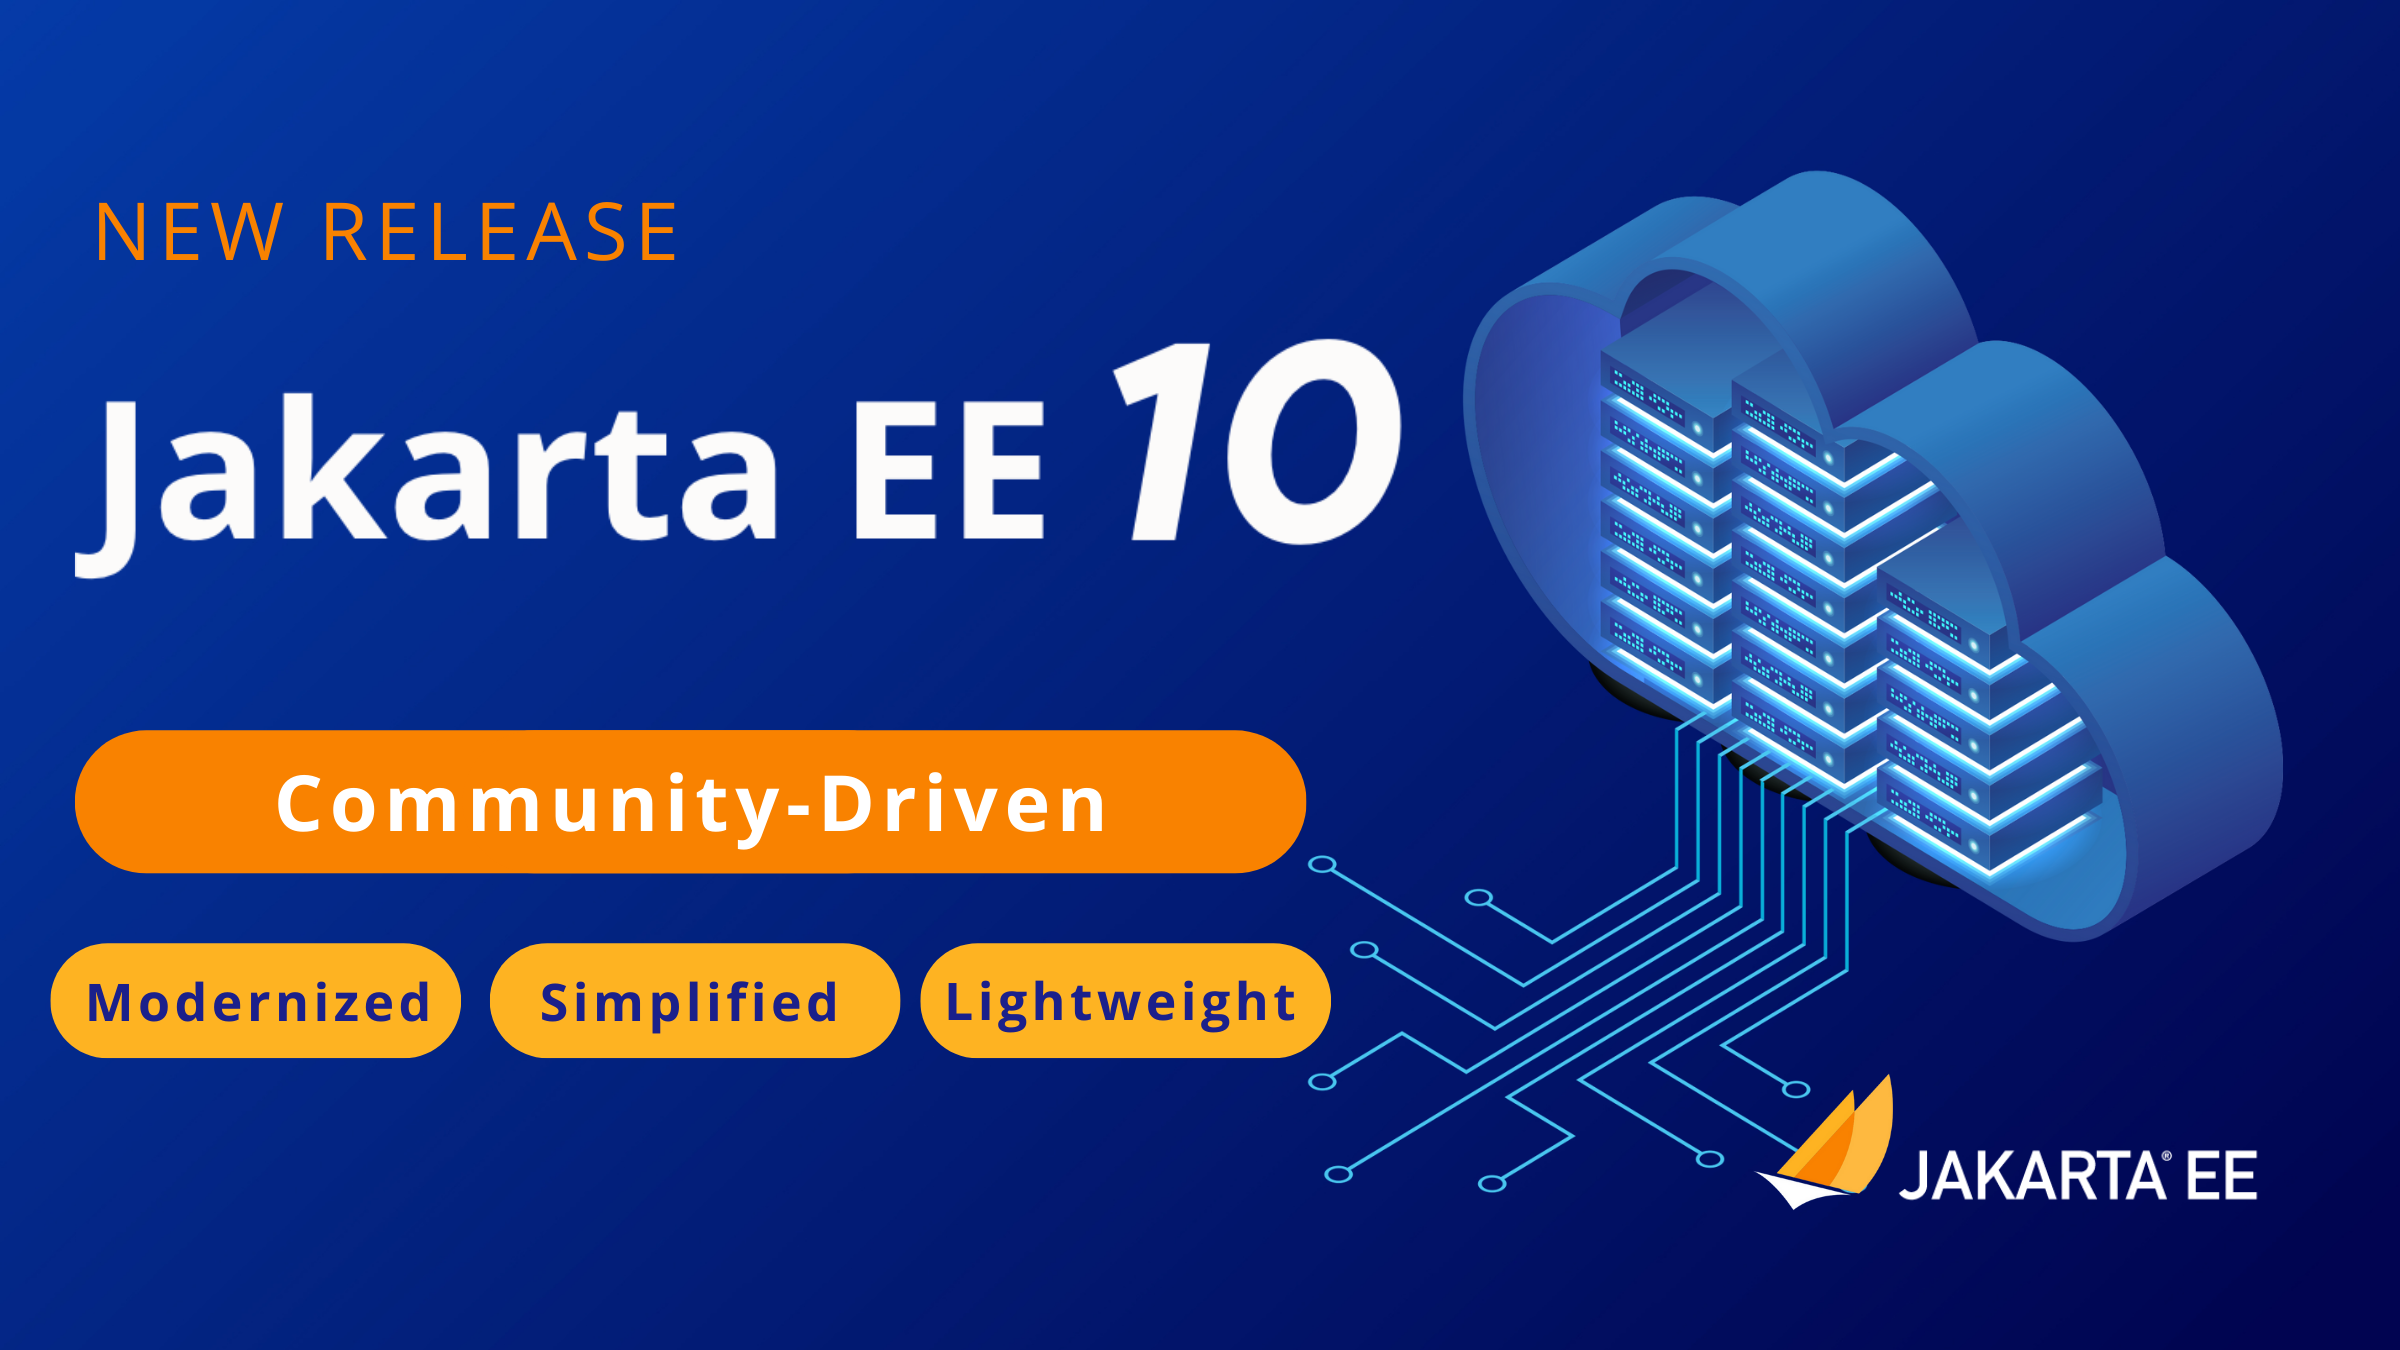 NEW RELEASE
Jakarta EE 10
Community-Driven
Modernized Simplified Lightweight
JAKARTA® EE